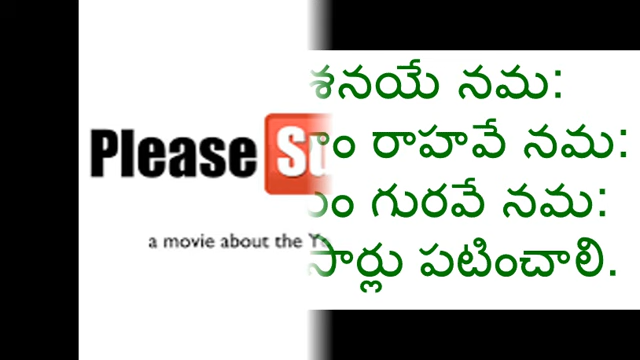 Please
a movie about the
శనయే నమ:
రాహవే నమ:
గురవే నమ:
సార్లు పటించాలి.